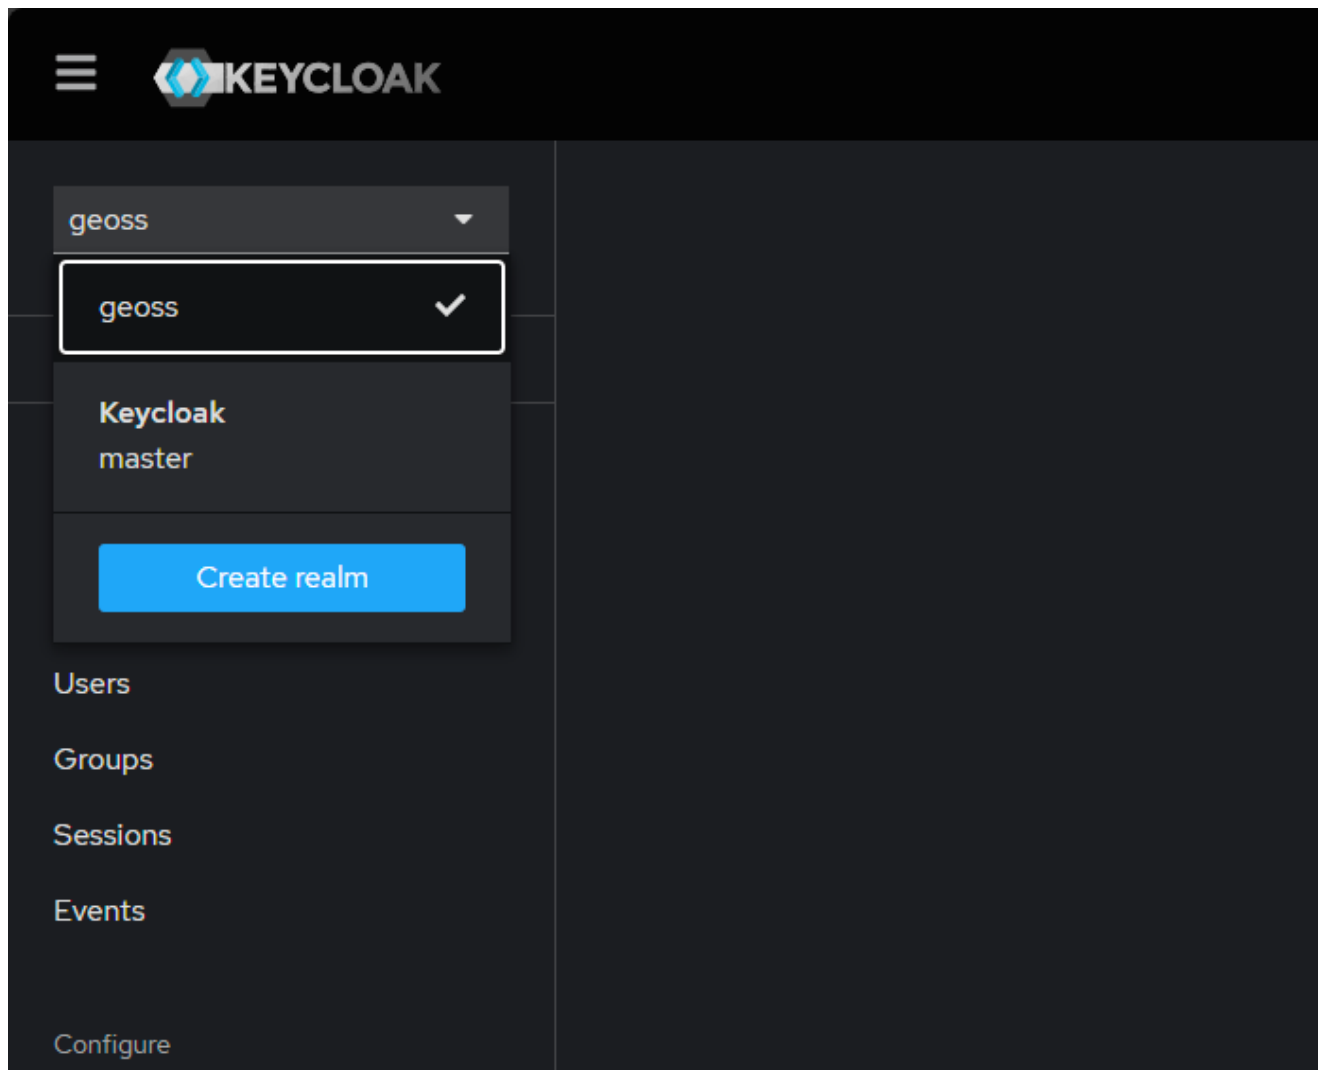 KEYCLOAK
geoss
geoss
Keycloak
master
Create realm
Users
Groups
Sessions
Events
Configure